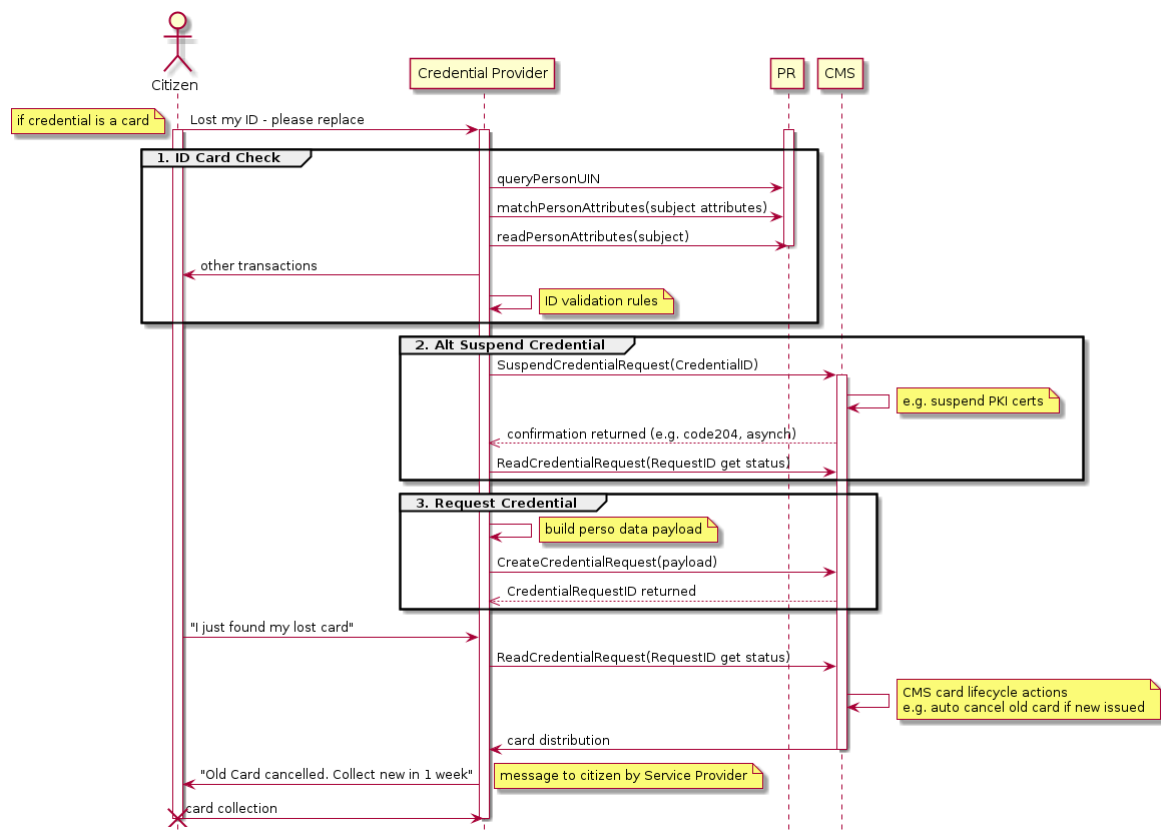 Citizen
Credential Provider
PR
CMS
if credential is a card
Lost my ID - please replace
1. ID Card Check
queryPersonUIN
matchPersonAttributes(subject attributes)
readPersonAttributes(subject)
other transactions
ID validation rules
2. Alt Suspend Credential
SuspendCredentialRequest(CredentialID)
e.g. suspend PKI certs
confirmation returned (e.g. code204, asynch)
ReadCredentialRequest(RequestID get status)
3. Request Credential
build perso data payload
CreateCredentialRequest(payload)
CredentialRequestID returned
"I just found my lost card"
ReadCredentialRequest(RequestID get status)
CMS card lifecycle actions
e.g. auto cancel old card if new issued
card distribution
"Old Card cancelled. Collect new in 1 week"
message to citizen by Service Provider
card collection